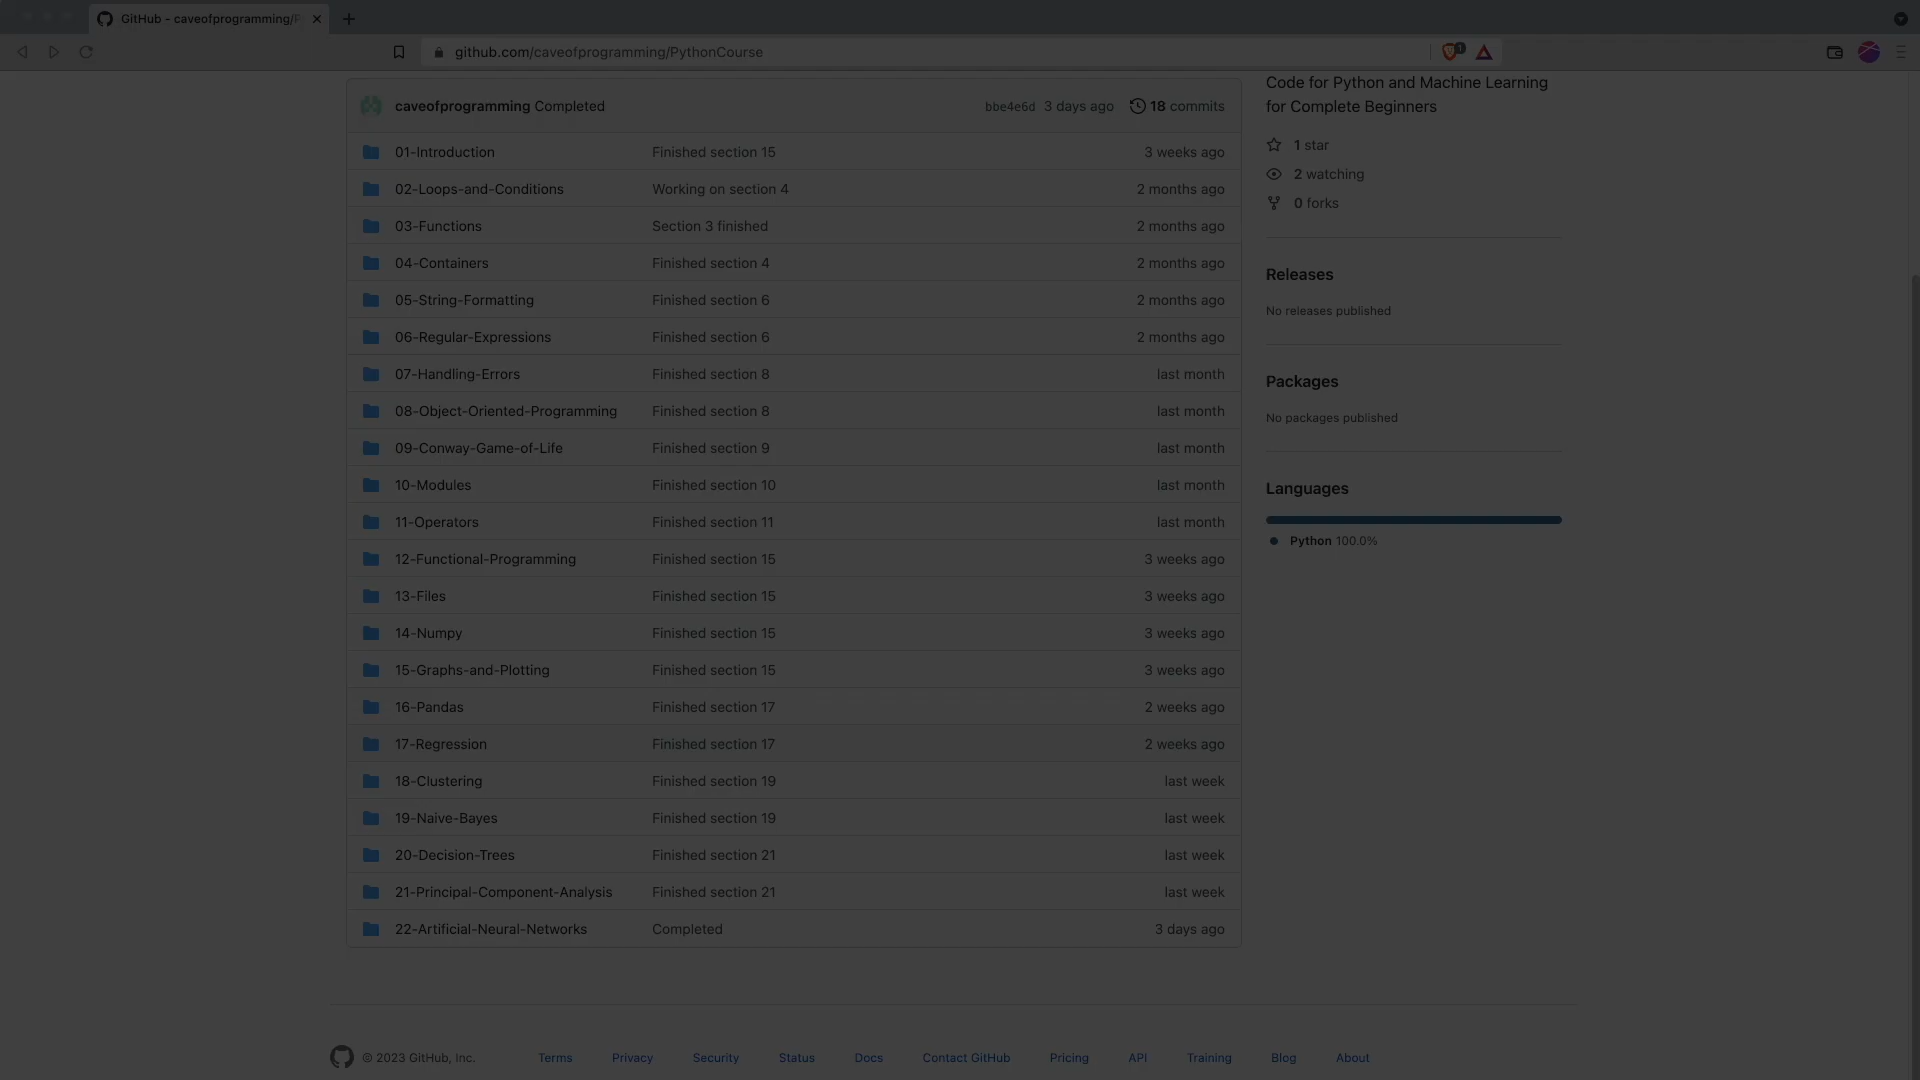 GitHub - caveofprogramming/P
github.com/caveofprogramming/PythonCourse
1
caveofprogramming Completed bbe4e6d 3 days ago 18 commits
01-Introduction Finished section 15 3 weeks ago
02-Loops-and-Conditions Working on section 4 2 months ago
03-Functions Section 3 finished 2 months ago
04-Containers Finished section 4 2 months ago
05-String-Formatting Finished section 6 2 months ago
06-Regular-Expressions Finished section 6 2 months ago
07-Handling-Errors Finished section 8 last month
08-Object-Oriented-Programming Finished section 8 last month
09-Conway-Game-of-Life Finished section 9 last month
10-Modules Finished section 10 last month
11-Operators Finished section 11 last month
12-Functional-Programming Finished section 15 3 weeks ago
13-Files Finished section 15 3 weeks ago
14-Numpy Finished section 15 3 weeks ago
15-Graphs-and-Plotting Finished section 15 3 weeks ago
16-Pandas Finished section 17 2 weeks ago
17-Regression Finished section 17 2 weeks ago
18-Clustering Finished section 19 last week
19-Naive-Bayes Finished section 19 last week
20-Decision-Trees Finished section 21 last week
21-Principal-Component-Analysis Finished section 21 last week
22-Artificial-Neural-Networks Completed 3 days ago
Code for Python and Machine Learning
for Complete Beginners
1 star
2 watching
0 forks
Releases
No releases published
Packages
No packages published
Languages
Python 100.0%
© 2023 GitHub, Inc. Terms Privacy Security Status Docs Contact GitHub Pricing API Training Blog About